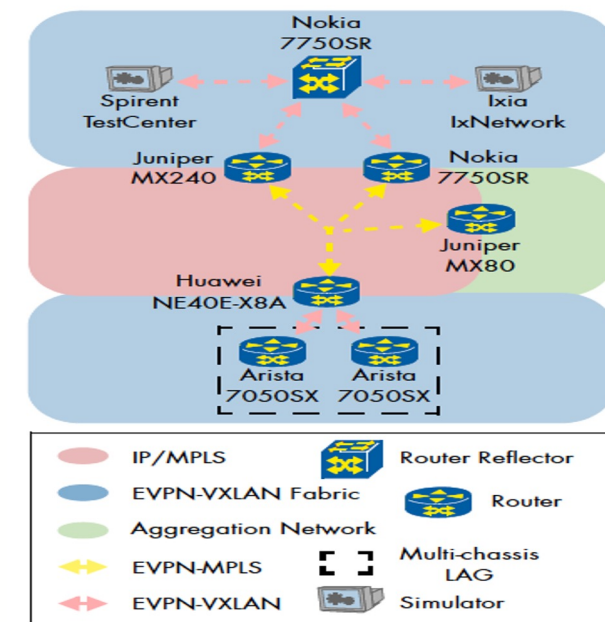 Nokia
7750SR
Spirent
TestCenter
Ixia
IxNetwork
Juniper
MX240
Nokia
7750SR
Juniper
MX80
Huawei
NE40E-X8A
Arista
7050SX
Arista
7050SX
IP/MPLS
Router Reflector
EVPN-VXLAN Fabric
Router
Aggregation Network
EVPN-MPLS
Multi-chassis
LAG
EVPN-VXLAN
Simulator